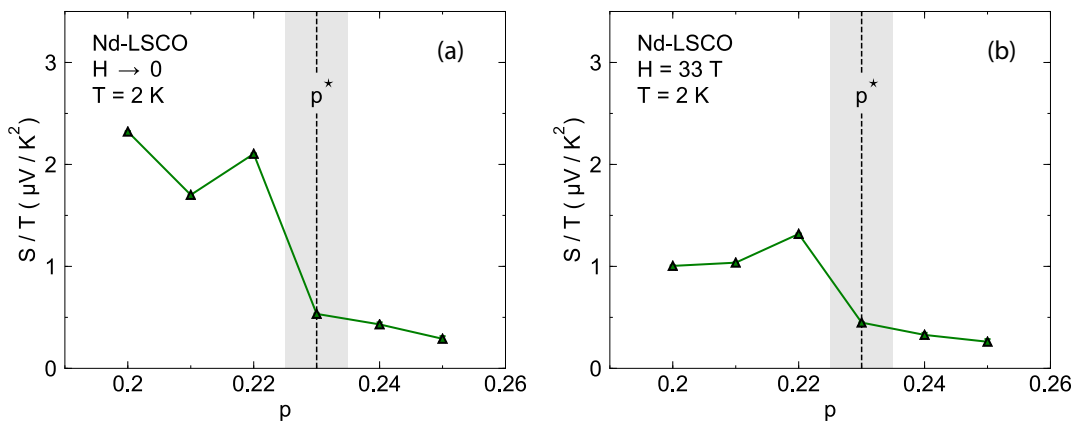 Nd-LSCO
H → 0
T = 2 K
(a)
p*
S / T ( μV / K²)
3
2
1
0
0.2
0.22
0.24
0.26
p
Nd-LSCO
H = 33 T
T = 2 K
(b)
p*
S / T ( μV / K²)
3
2
1
0
0.2
0.22
0.24
0.26
p